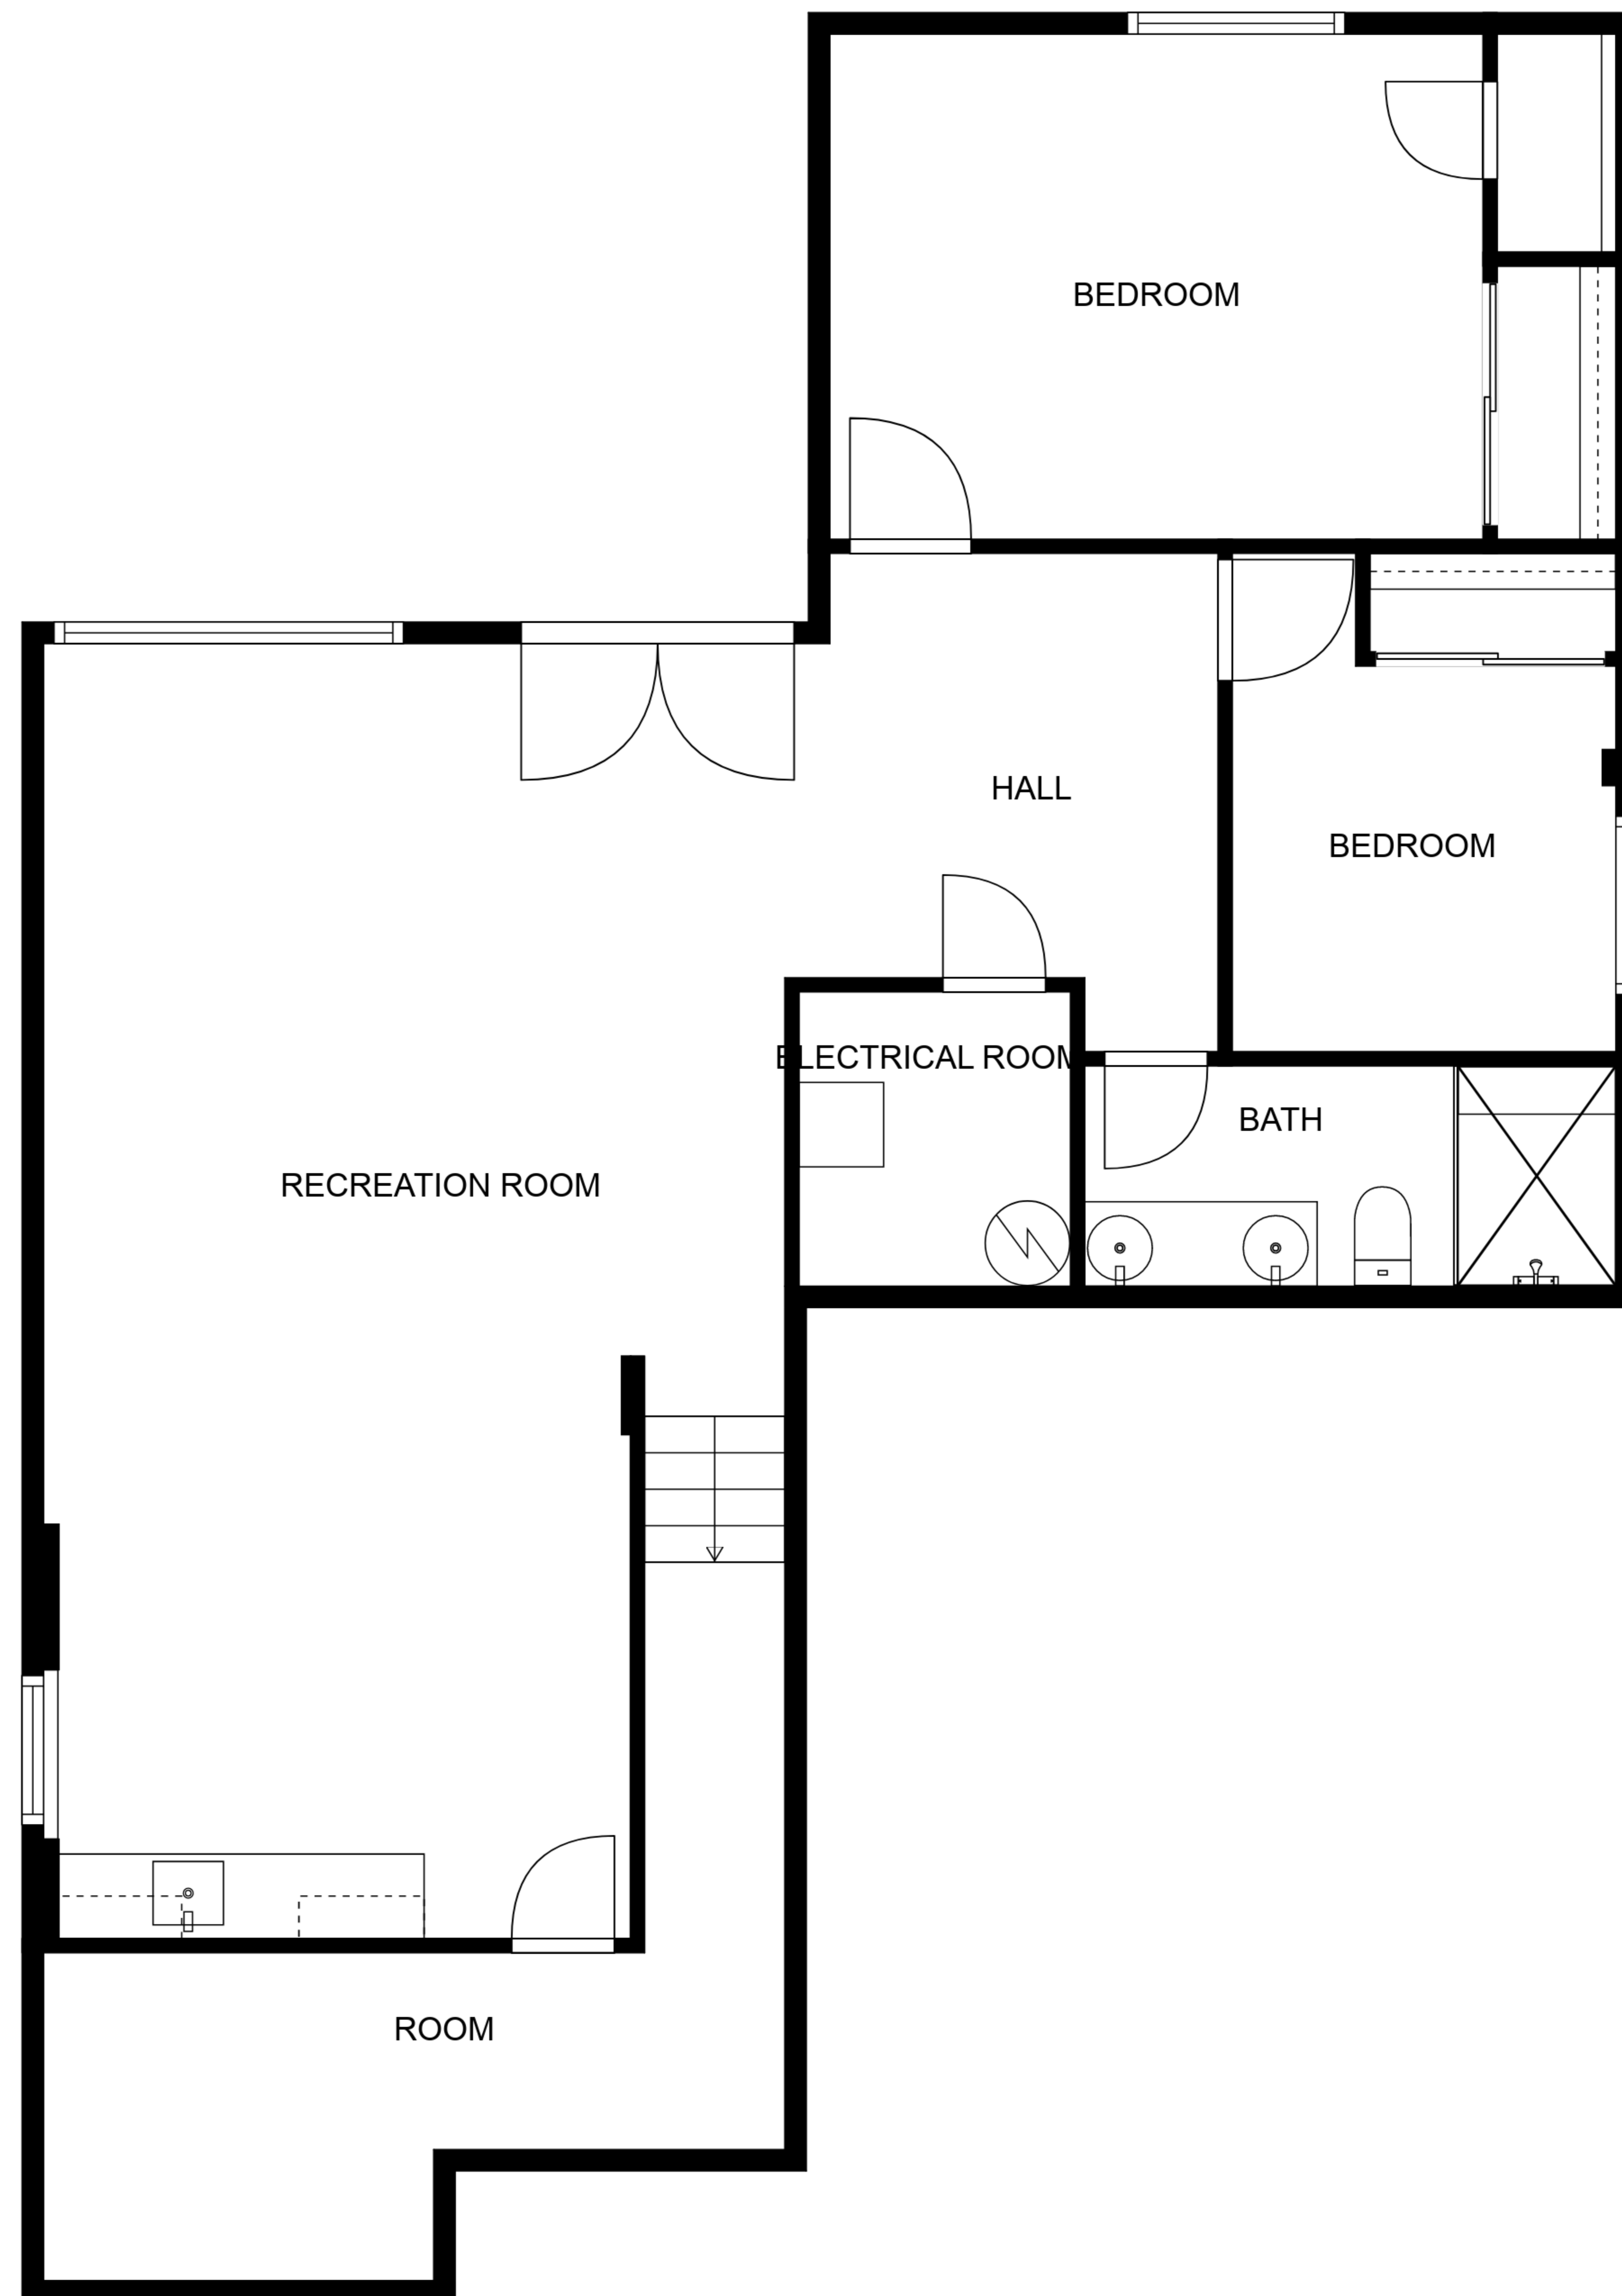 BEDROOM
HALL
BEDROOM
ELECTRICAL ROOM
BATH
RECREATION ROOM
ROOM